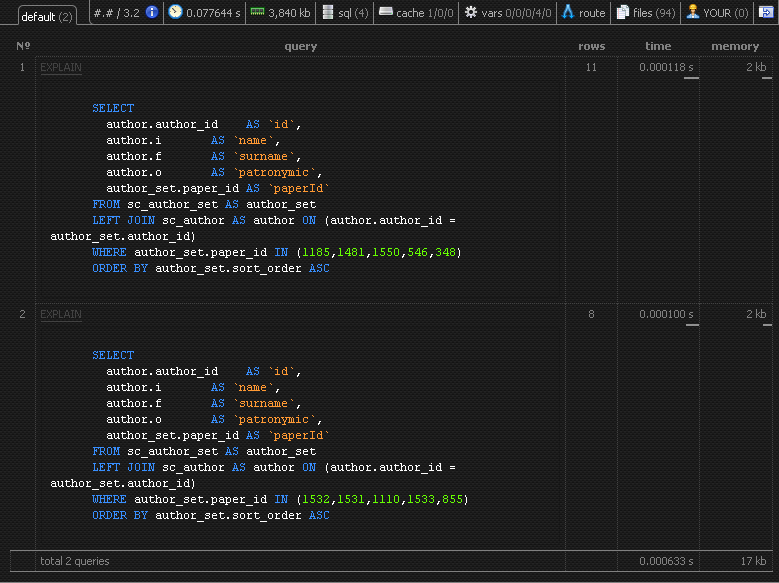 default (2) #.# / 3.2 0.077644 s 3,840 kb sql (4) cache 1/0/0 vars 0/0/0/4/0 route files (94) YOUR (0)
№ query rows time memory
1 EXPLAIN 11 0.000118 s 2 kb
SELECT
author.author_id AS `id`,
author.i AS `name`,
author.f AS `surname`,
author.o AS `patronymic`,
author_set.paper_id AS `paperId`
FROM sc_author_set AS author_set
LEFT JOIN sc_author AS author ON (author.author_id =
author_set.author_id)
WHERE author_set.paper_id IN (1185,1481,1550,546,348)
ORDER BY author_set.sort_order ASC
2 EXPLAIN 8 0.000100 s 2 kb
SELECT
author.author_id AS `id`,
author.i AS `name`,
author.f AS `surname`,
author.o AS `patronymic`,
author_set.paper_id AS `paperId`
FROM sc_author_set AS author_set
LEFT JOIN sc_author AS author ON (author.author_id =
author_set.author_id)
WHERE author_set.paper_id IN (1532,1531,1110,1533,855)
ORDER BY author_set.sort_order ASC
total 2 queries 0.000633 s 17 kb